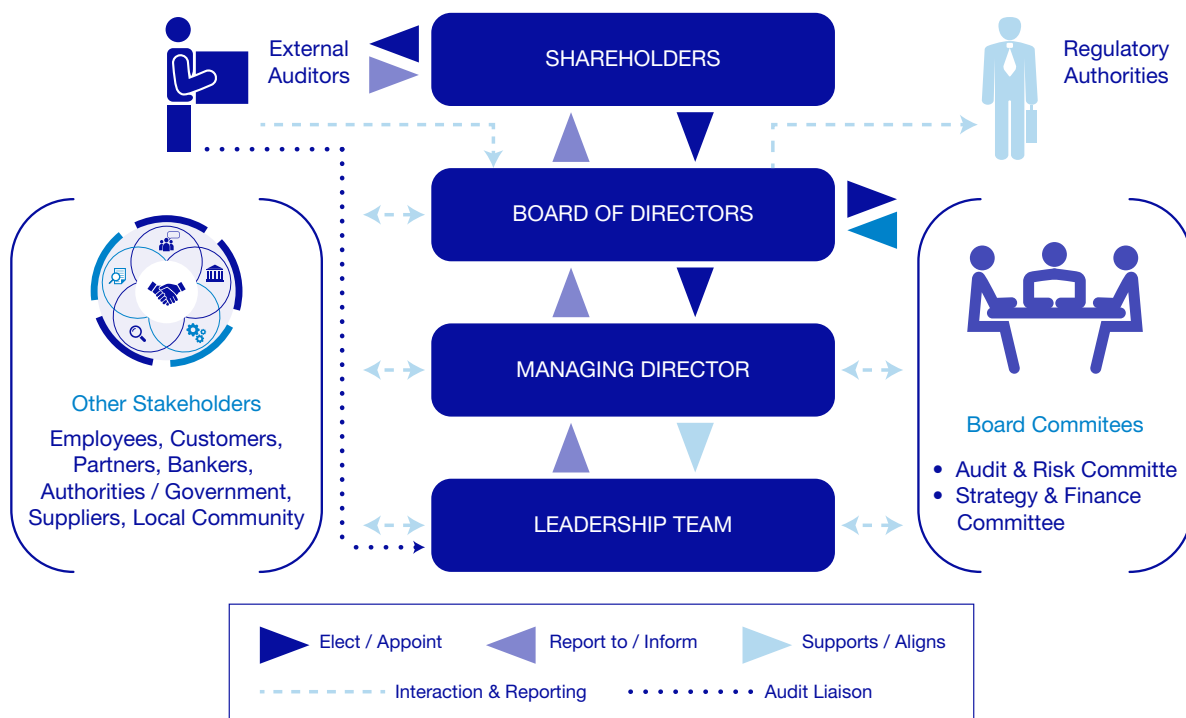 External
Auditors
SHAREHOLDERS
Regulatory
Authorities
BOARD OF DIRECTORS
MANAGING DIRECTOR
LEADERSHIP TEAM
Other Stakeholders
Employees, Customers,
Partners, Bankers,
Authorities / Government,
Suppliers, Local Community
Board Commitees
• Audit & Risk Committe
• Strategy & Finance
Committee
Elect / Appoint
Report to / Inform
Supports / Aligns
Interaction & Reporting
Audit Liaison